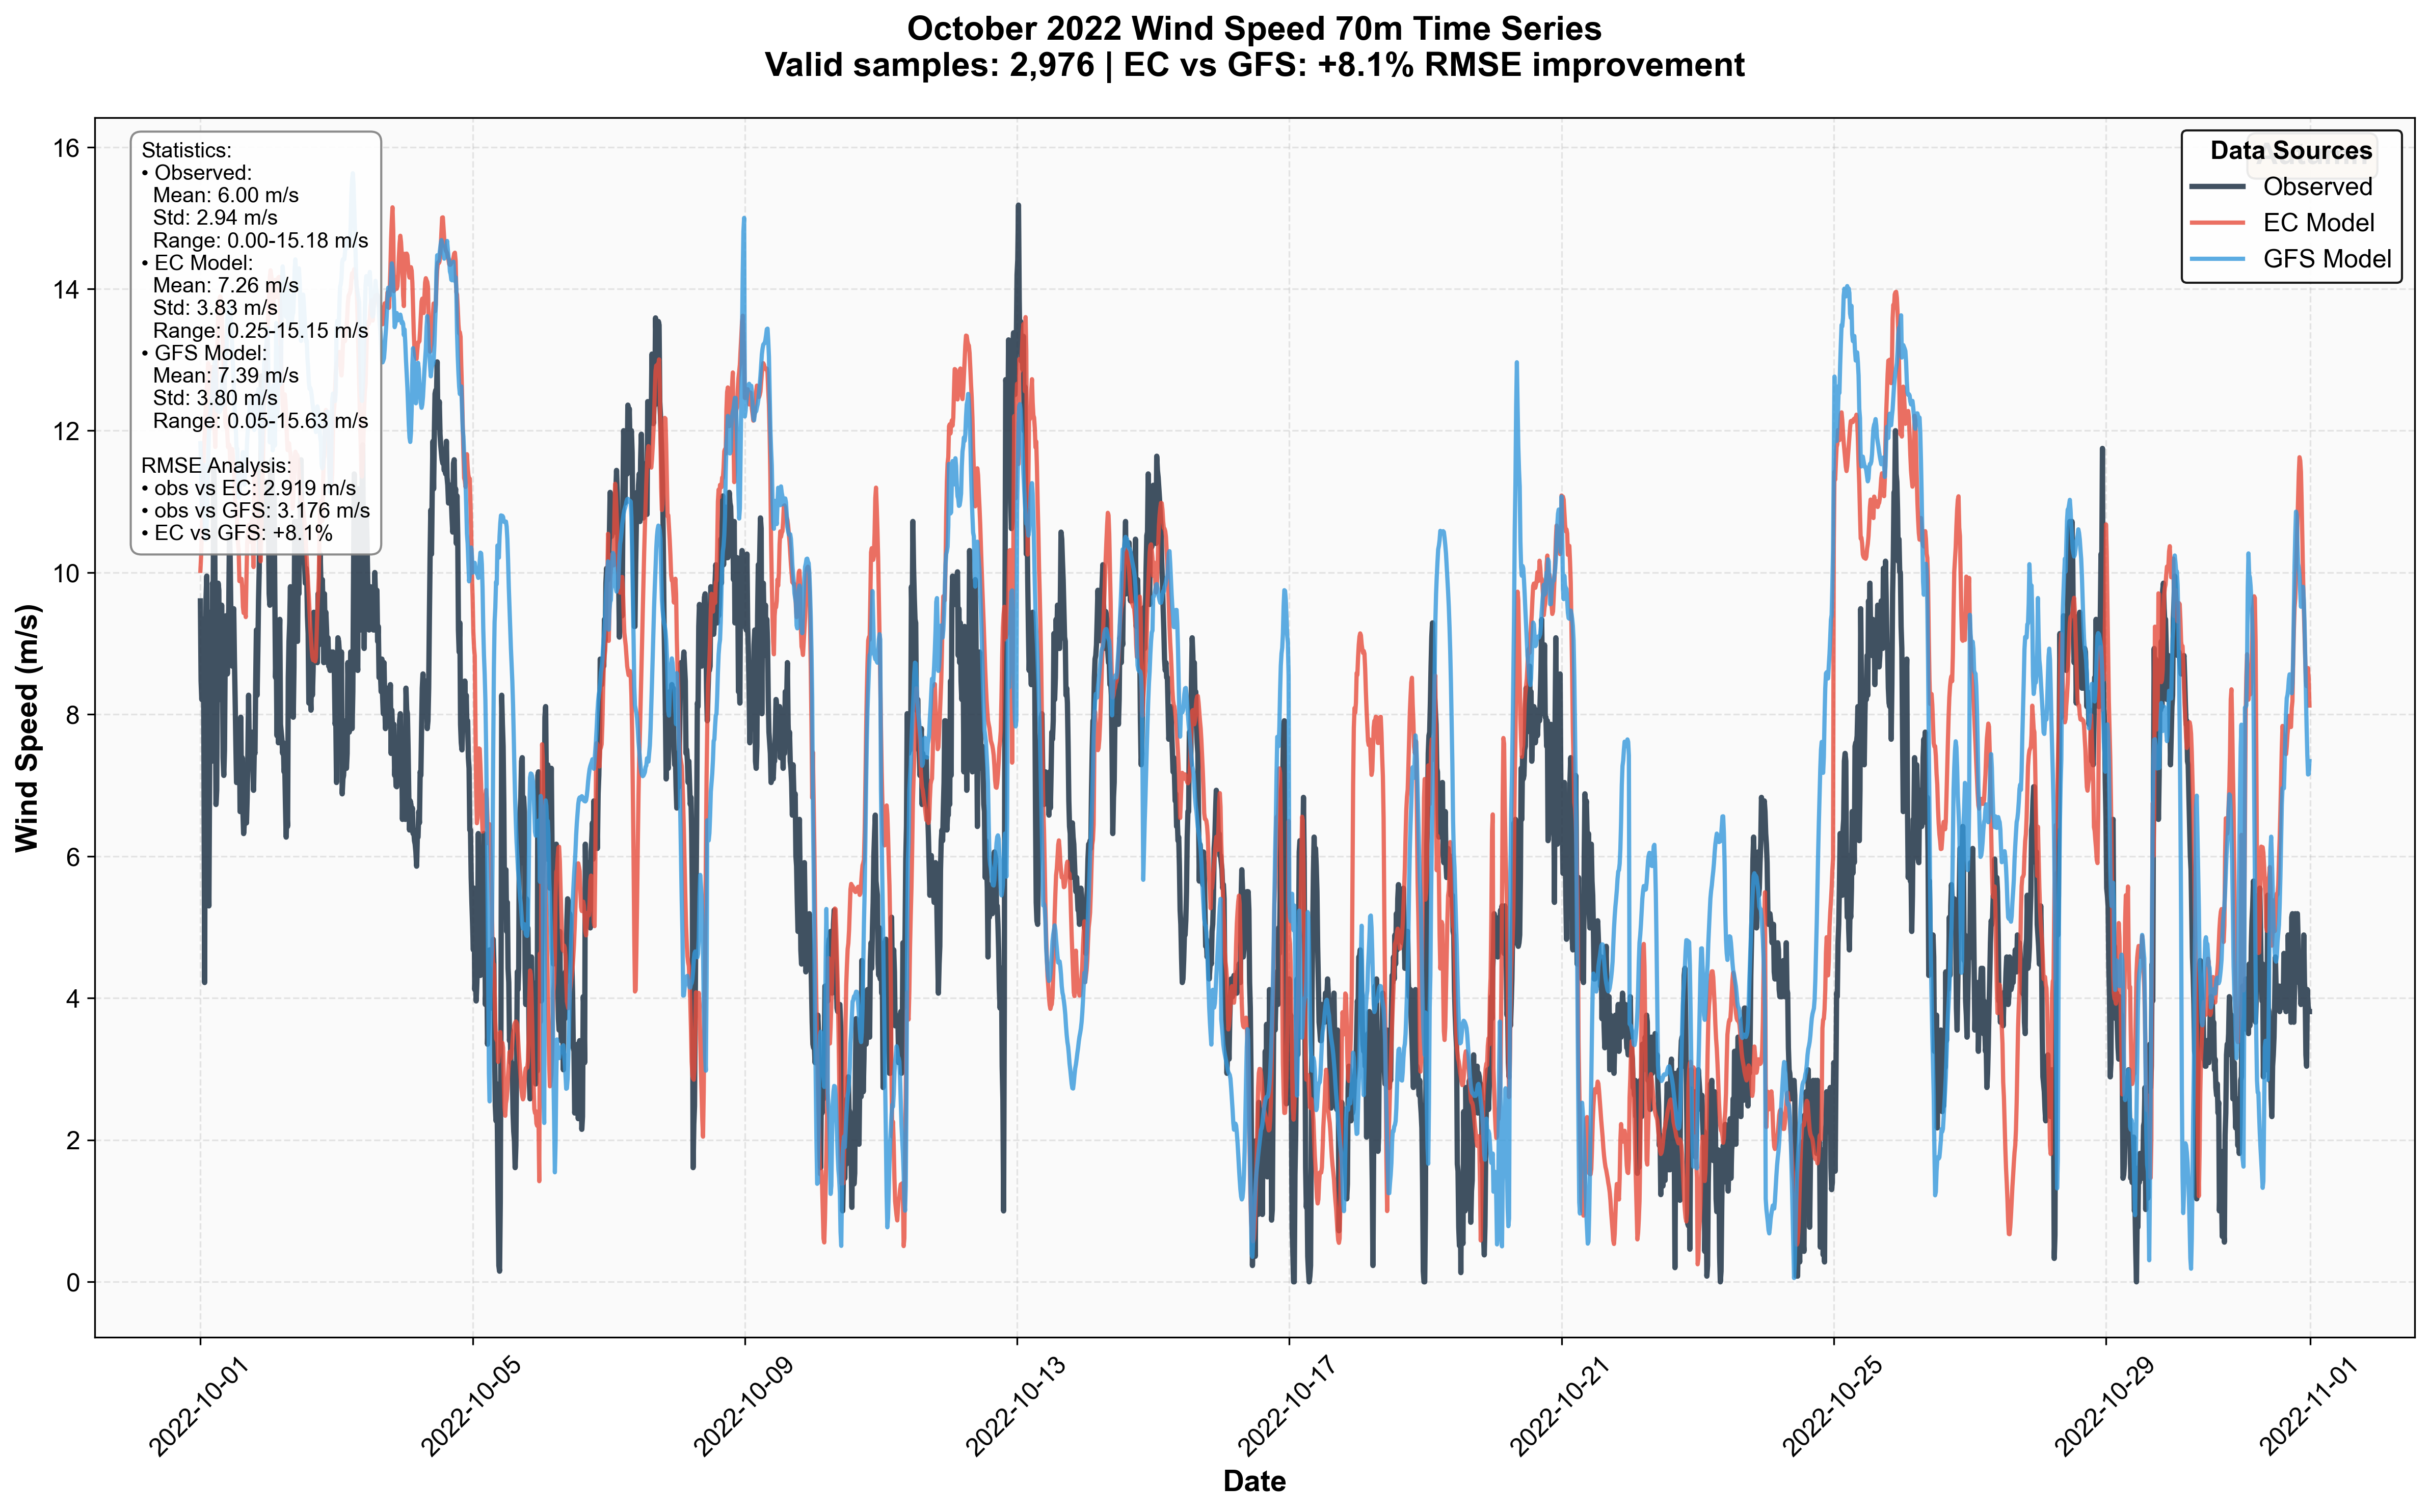 October 2022 Wind Speed 70m Time Series
Valid samples: 2,976 | EC vs GFS: +8.1% RMSE improvement
Wind Speed (m/s)
16
14
12
10
8
6
4
2
0
Statistics:
• Observed:
Mean: 6.00 m/s
Std: 2.94 m/s
Range: 0.00-15.18 m/s
• EC Model:
Mean: 7.26 m/s
Std: 3.83 m/s
Range: 0.25-15.15 m/s
• GFS Model:
Mean: 7.39 m/s
Std: 3.80 m/s
Range: 0.05-15.63 m/s
RMSE Analysis:
• obs vs EC: 2.919 m/s
• obs vs GFS: 3.176 m/s
• EC vs GFS: +8.1%
Data Sources
Observed
EC Model
GFS Model
2022-10-01
2022-10-05
2022-10-09
2022-10-13
2022-10-17
2022-10-21
2022-10-25
2022-10-29
2022-11-01
Date